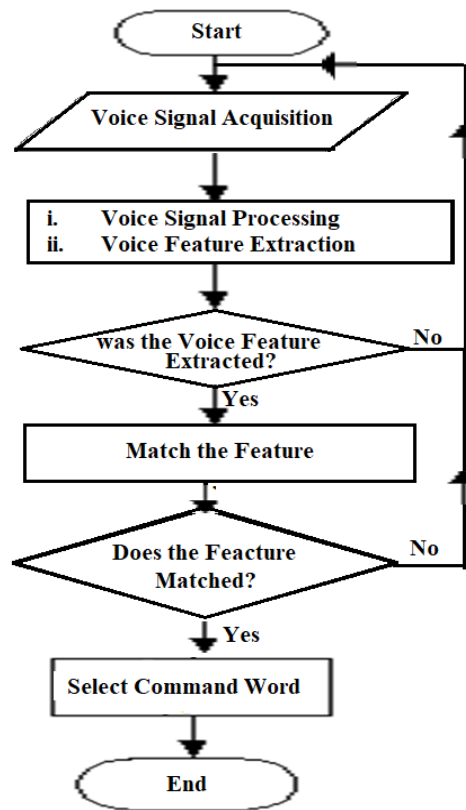 Start
Voice Signal Acquisition
i. Voice Signal Processing
ii. Voice Feature Extraction
was the Voice Feature
Extracted?
No
Yes
Match the Feature
Does the Feacture
Matched?
No
Yes
Select Command Word
End